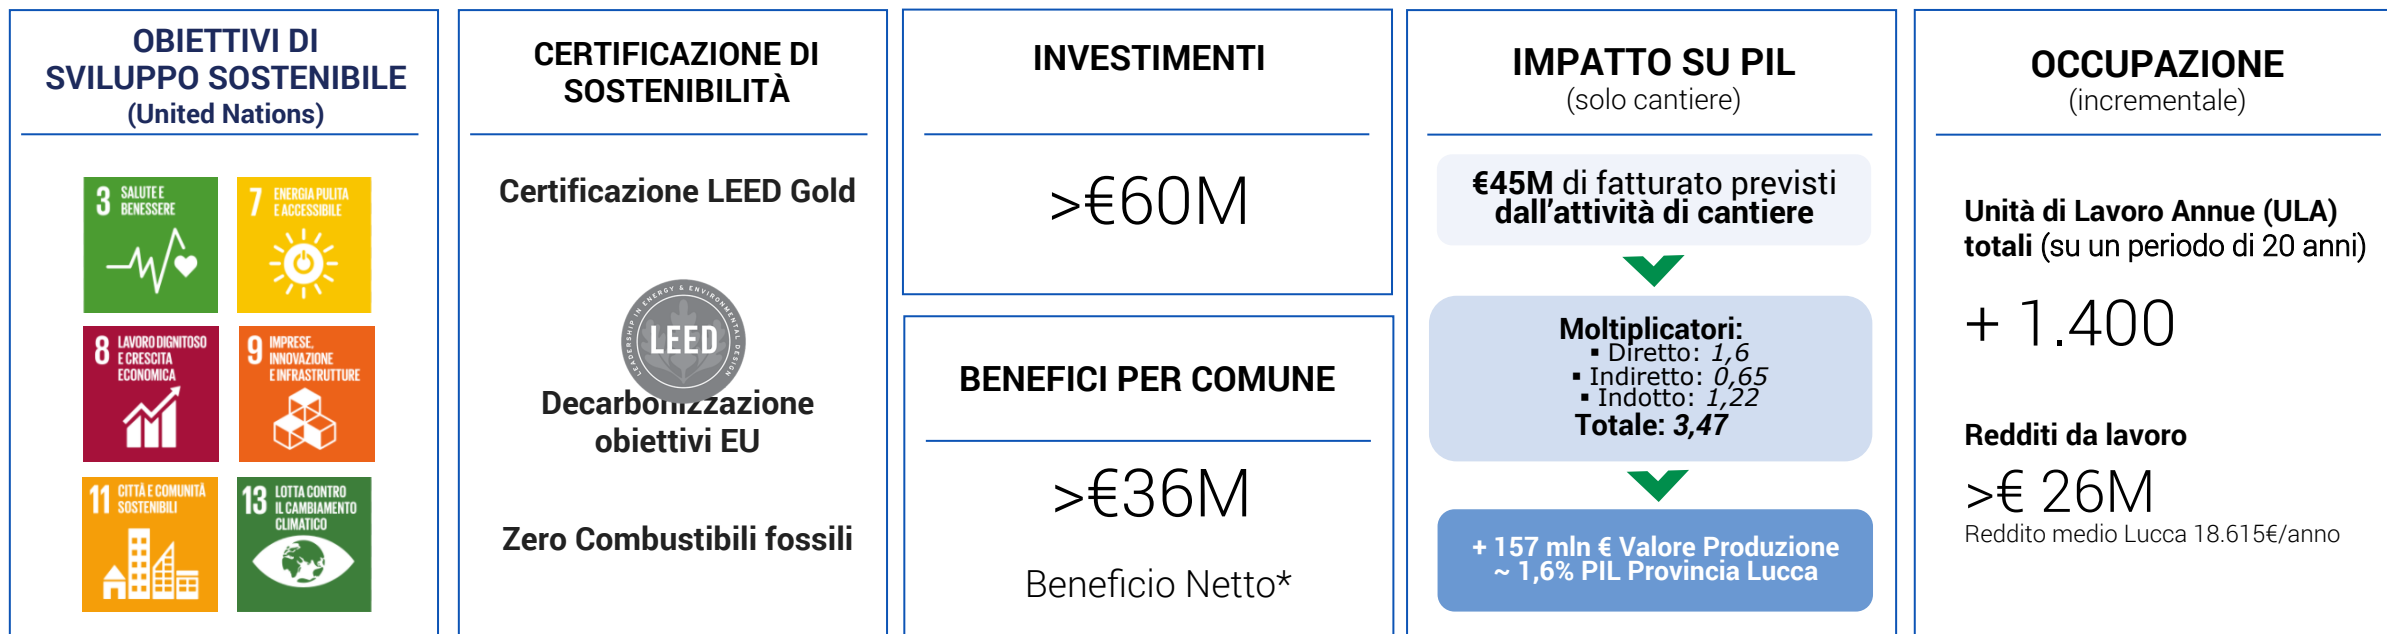 OBIETTIVI DI
SVILUPPO SOSTENIBILE
(United Nations)
3 SALUTE E
BENESSERE
7 ENERGIA PULITA
E ACCESSIBILE
8 LAVORO DIGNITOSO
E CRESCITA
ECONOMICA
9 IMPRESE,
INNOVAZIONE
E INFRASTRUTTURE
11 CITTÀ E COMUNITÀ
SOSTENIBILI
13 LOTTA CONTRO
IL CAMBIAMENTO
CLIMATICO
CERTIFICAZIONE DI
SOSTENIBILITÀ
Certificazione LEED Gold
LEADERSHIP IN ENERGY & ENVIRONMENTAL DESIGN
LEED
Decarbonizzazione
obiettivi EU
Zero Combustibili fossili
INVESTIMENTI
>€60M
BENEFICI PER COMUNE
>€36M
Beneficio Netto*
IMPATTO SU PIL
(solo cantiere)
€45M di fatturato previsti
dall'attività di cantiere
Moltiplicatori:
▪ Diretto: 1,6
▪ Indiretto: 0,65
▪ Indotto: 1,22
Totale: 3,47
+ 157 mln € Valore Produzione
~ 1,6% PIL Provincia Lucca
OCCUPAZIONE
(incrementale)
Unità di Lavoro Annue (ULA)
totali (su un periodo di 20 anni)
+ 1.400
Redditi da lavoro
>€ 26M
Reddito medio Lucca 18.615€/anno